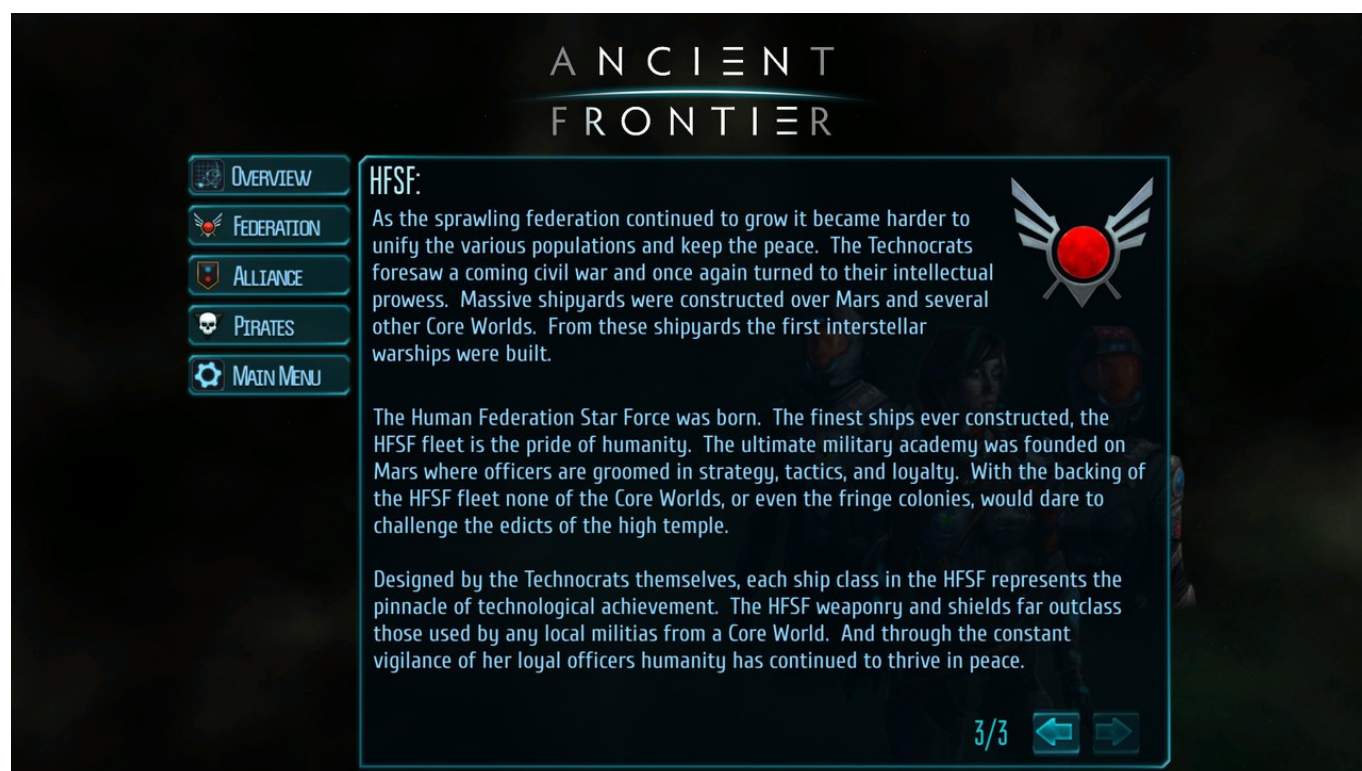 ANCIENT
FRONTIER
OVERVIEW
FEDERATION
ALLIANCE
PIRATES
MAIN MENU
HFSF:
As the sprawling federation continued to grow it became harder to
unify the various populations and keep the peace.  The Technocrats
foresaw a coming civil war and once again turned to their intellectual
prowess.  Massive shipyards were constructed over Mars and several
other Core Worlds.  From these shipyards the first interstellar
warships were built.
The Human Federation Star Force was born.  The finest ships ever constructed, the
HFSF fleet is the pride of humanity.  The ultimate military academy was founded on
Mars where officers are groomed in strategy, tactics, and loyalty.  With the backing of
the HFSF fleet none of the Core Worlds, or even the fringe colonies, would dare to
challenge the edicts of the high temple.
Designed by the Technocrats themselves, each ship class in the HFSF represents the
pinnacle of technological achievement.  The HFSF weaponry and shields far outclass
those used by any local militias from a Core World.  And through the constant
vigilance of her loyal officers humanity has continued to thrive in peace.
3/3